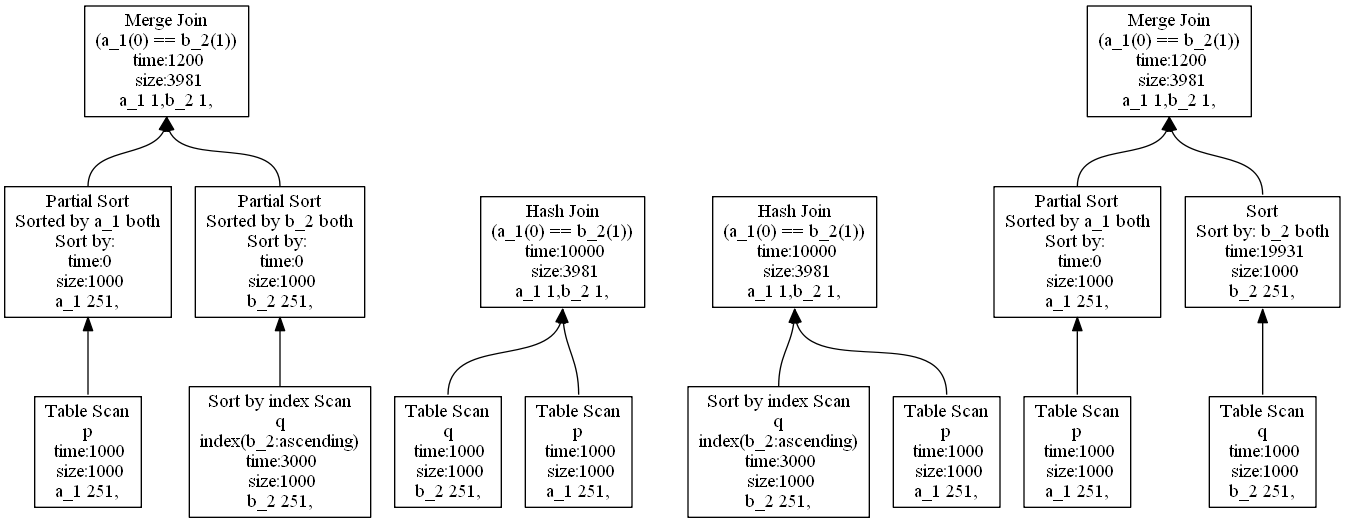 Merge Join
(a_1(0) == b_2(1))
time:1200
size:3981
a_1 1,b_2 1,
Merge Join
(a_1(0) == b_2(1))
time:1200
size:3981
a_1 1,b_2 1,
Partial Sort
Sorted by a_1 both
Sort by:
time:0
size:1000
a_1 251,
Partial Sort
Sorted by b_2 both
Sort by:
time:0
size:1000
b_2 251,
Hash Join
(a_1(0) == b_2(1))
time:10000
size:3981
a_1 1,b_2 1,
Hash Join
(a_1(0) == b_2(1))
time:10000
size:3981
a_1 1,b_2 1,
Partial Sort
Sorted by a_1 both
Sort by:
time:0
size:1000
a_1 251,
Sort
Sort by: b_2 both
time:19931
size:1000
b_2 251,
Table Scan
p
time:1000
size:1000
a_1 251,
Sort by index Scan
q
index(b_2:ascending)
time:3000
size:1000
b_2 251,
Table Scan
q
time:1000
size:1000
b_2 251,
Table Scan
p
time:1000
size:1000
a_1 251,
Sort by index Scan
q
index(b_2:ascending)
time:3000
size:1000
b_2 251,
Table Scan
p
time:1000
size:1000
a_1 251,
Table Scan
p
time:1000
size:1000
a_1 251,
Table Scan
q
time:1000
size:1000
b_2 251,